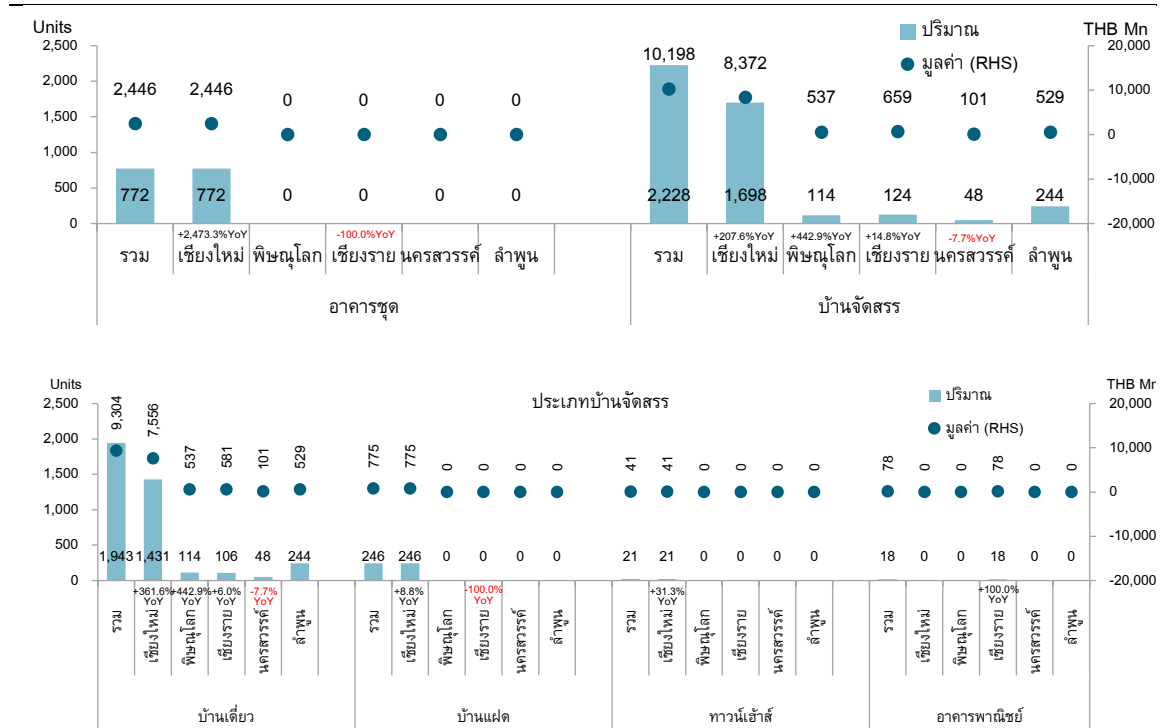 Units
THB Mn
ปริมาณ
มูลค่า (RHS)
2,500
2,000
1,500
1,000
500
0
20,000
10,000
0
-10,000
-20,000
2,446 2,446 0 0 0 0
10,198 8,372 537 659 101 529
772 772 0 0 0 0
2,228 1,698 114 124 48 244
+2,473.3%YoY -100.0%YoY
+207.6%YoY +442.9%YoY +14.8%YoY -7.7%YoY
รวม เชียงใหม่ พิษณุโลก เชียงราย นครสวรรค์ ลำพูน
รวม เชียงใหม่ พิษณุโลก เชียงราย นครสวรรค์ ลำพูน
อาคารชุด
บ้านจัดสรร
Units
THB Mn
ประเภทบ้านจัดสรร
ปริมาณ
มูลค่า (RHS)
2,500
2,000
1,500
1,000
500
0
20,000
10,000
0
-10,000
-20,000
9,304 7,556 537 581 101 529
775 775 0 0 0 0
41 41 0 0 0 0
78 0 0 78 0 0
1,943 1,431 114 106 48 244
246 246 0 0 0 0
21 21 0 0 0 0
18 0 0 18 0 0
+361.6% YoY +442.9% YoY +6.0% YoY -7.7% YoY
+8.8% YoY -100.0% YoY
+31.3% YoY
+100.0% YoY
รวม เชียงใหม่ พิษณุโลก เชียงราย นครสวรรค์ ลำพูน
รวม เชียงใหม่ พิษณุโลก เชียงราย นครสวรรค์ ลำพูน
รวม เชียงใหม่ พิษณุโลก เชียงราย นครสวรรค์ ลำพูน
รวม เชียงใหม่ พิษณุโลก เชียงราย นครสวรรค์ ลำพูน
บ้านเดี่ยว
บ้านแฝด
ทาวน์เฮ้าส์
อาคารพาณิชย์